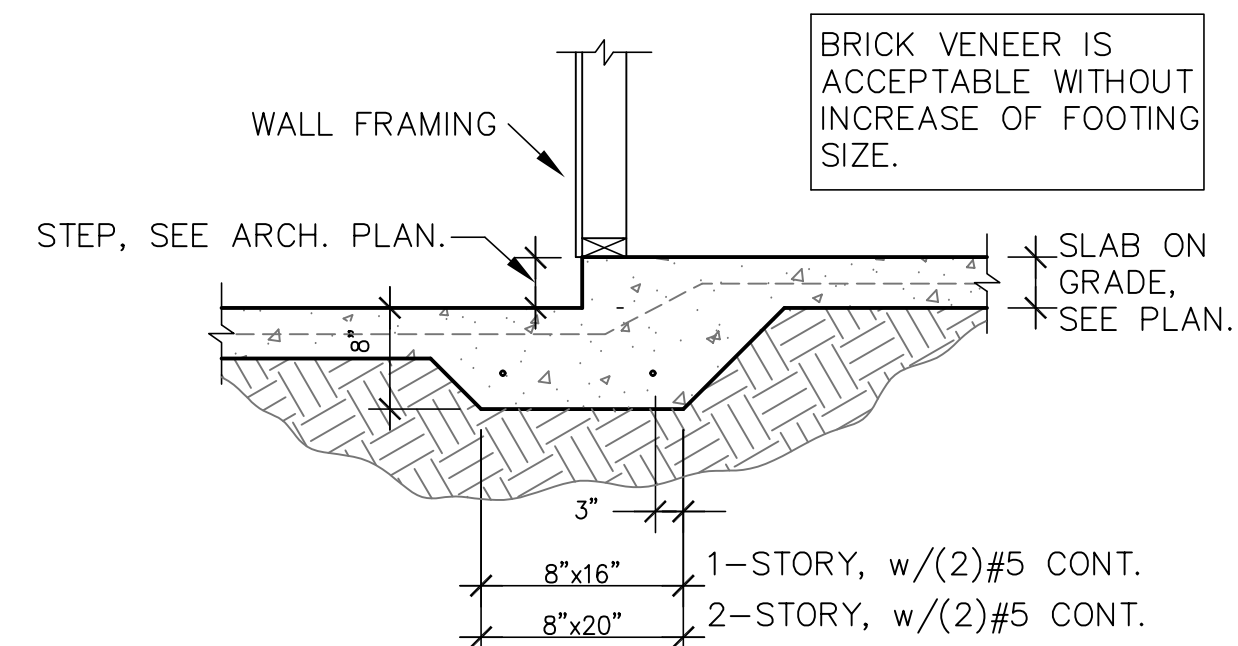 BRICK VENEER IS
ACCEPTABLE WITHOUT
INCREASE OF FOOTING
SIZE.
WALL FRAMING
STEP, SEE ARCH. PLAN.
SLAB ON
GRADE,
SEE PLAN.
8"
3"
8"x16" 1-STORY, w/(2)#5 CONT.
8"x20" 2-STORY, w/(2)#5 CONT.